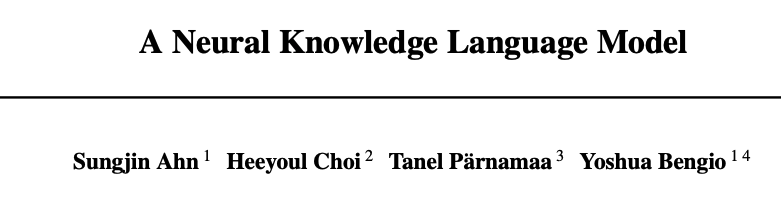 A Neural Knowledge Language Model
Sungjin Ahn 1 Heeyoul Choi 2 Tanel Pärnamaa 3 Yoshua Bengio 1 4